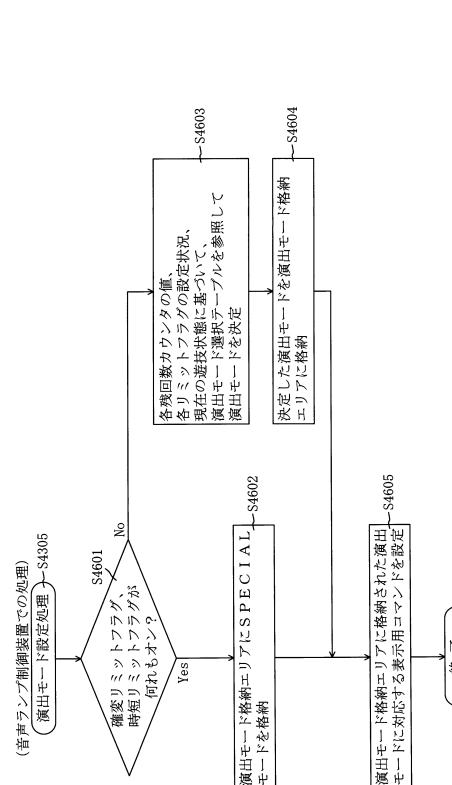 (音声ランプ制御装置での処理)
演出モード設定処理
S4305
S4601
確変リミットフラグ、
時短リミットフラグが
何れもオン?
No
Yes
S4603
各残回数カウンタの値、
各リミットフラグの設定状況、
現在の遊技状態に基づいて、
演出モード選択テーブルを参照して
演出モードを決定
S4604
決定した演出モードを演出モード格納
エリアに格納
S4602
演出モード格納エリアにSPECIAL
モードを格納
S4605
演出モード格納エリアに格納された演出
モードに対応する表示用コマンドを設定